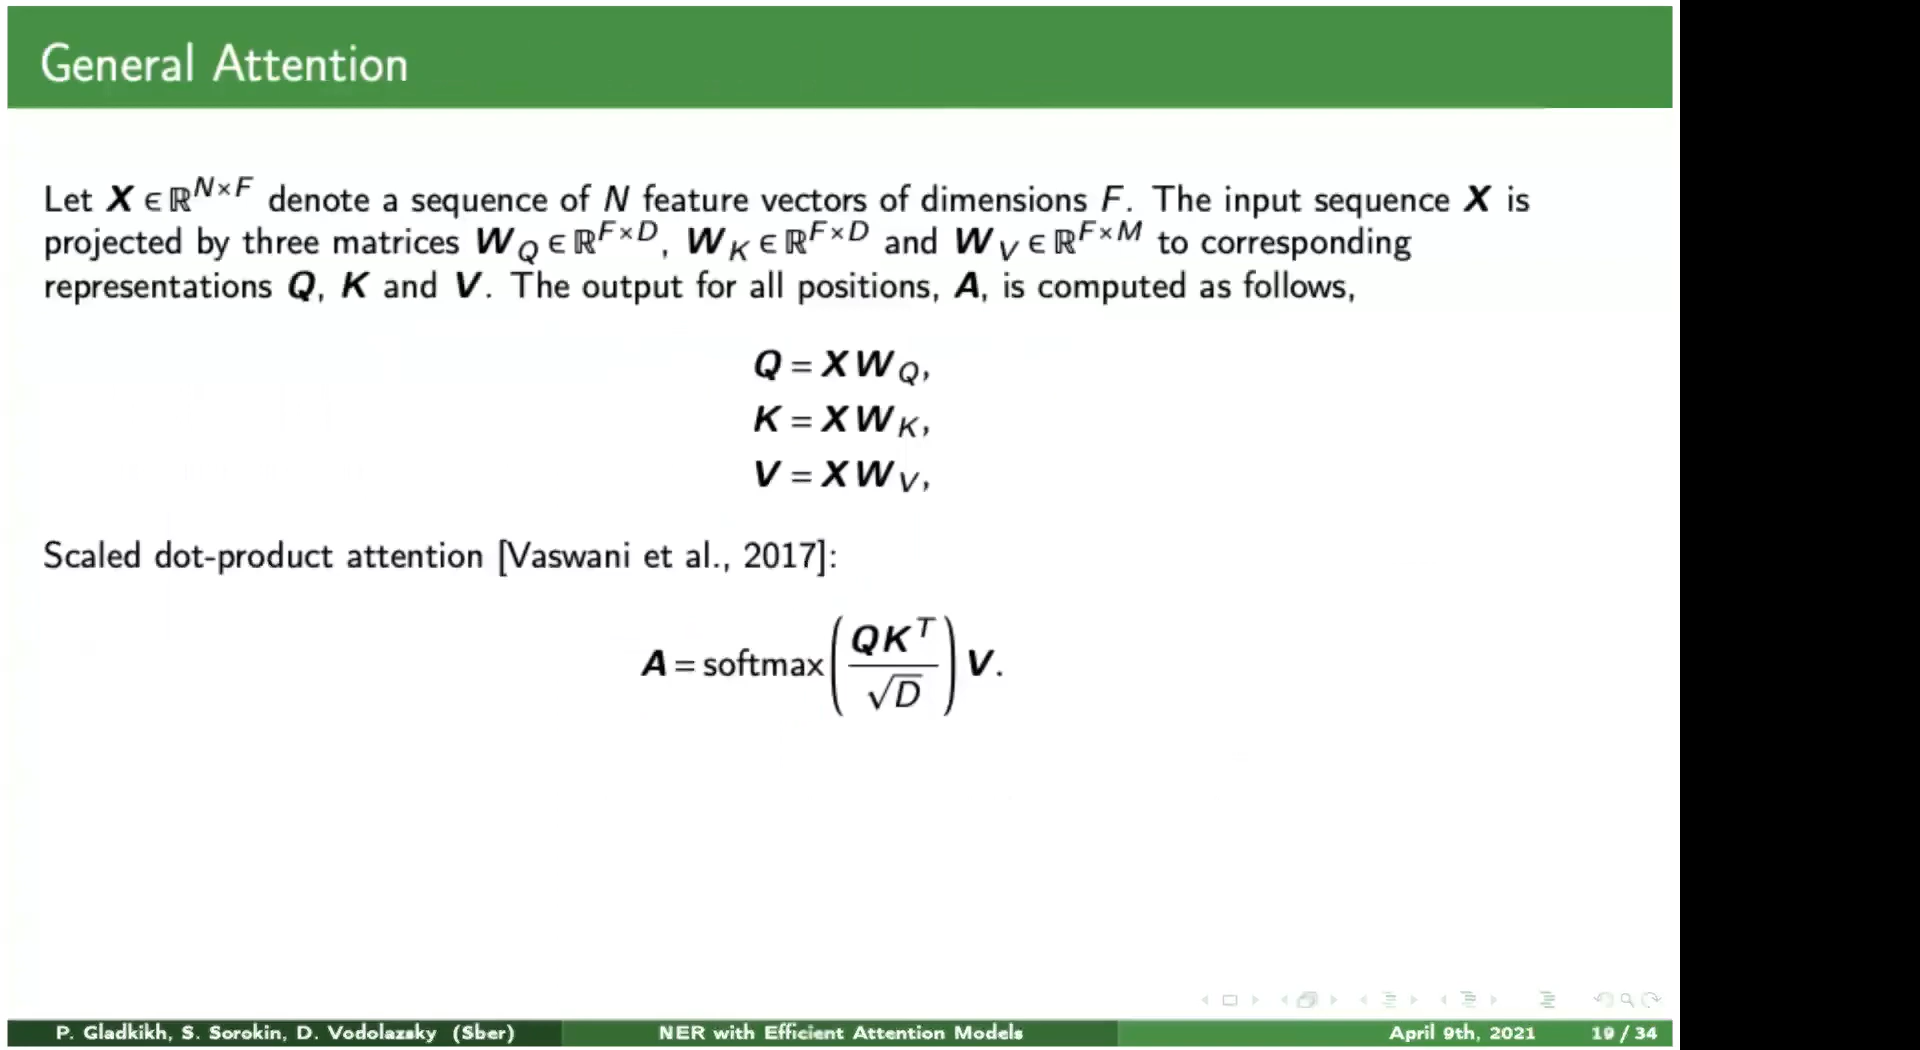 General Attention
Let X ∈ ℝ^{N×F} denote a sequence of N feature vectors of dimensions F. The input sequence X is
projected by three matrices W_Q ∈ ℝ^{F×D}, W_K ∈ ℝ^{F×D} and W_V ∈ ℝ^{F×M} to corresponding
representations Q, K and V. The output for all positions, A, is computed as follows,
Q = XW_Q,
K = XW_K,
V = XW_V,
Scaled dot-product attention [Vaswani et al., 2017]:
A = softmax(QK^T / √D) V.
P. Gladkikh, S. Sorokin, D. Vodolazsky (Sber) NER with Efficient Attention Models April 9th, 2021 19 / 34